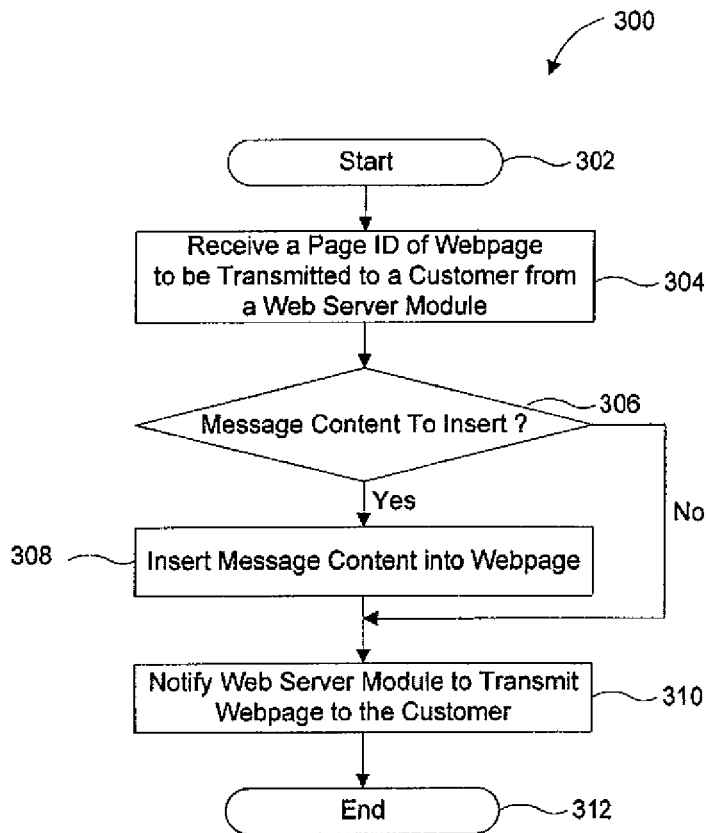 300
Start
302
Receive a Page ID of Webpage
to be Transmitted to a Customer from
a Web Server Module
304
Message Content To Insert ?
306
Yes
No
308
Insert Message Content into Webpage
Notify Web Server Module to Transmit
Webpage to the Customer
310
End
312